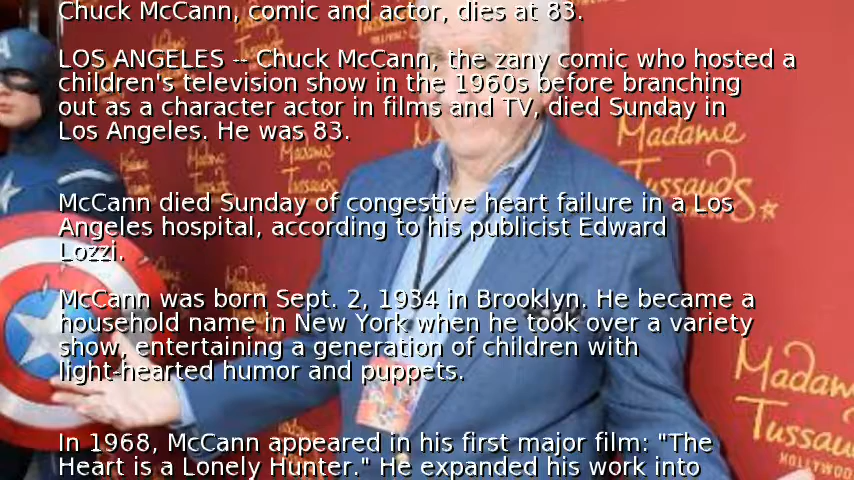 Chuck McCann, comic and actor, dies at 83.
LOS ANGELES -- Chuck McCann, the zany comic who hosted a
children's television show in the 1960s before branching
out as a character actor in films and TV, died Sunday in
Los Angeles. He was 83.
McCann died Sunday of congestive heart failure in a Los
Angeles hospital, according to his publicist Edward
Lozzi.
McCann was born Sept. 2, 1934 in Brooklyn. He became a
household name in New York when he took over a variety
show, entertaining a generation of children with
light-hearted humor and puppets.
In 1968, McCann appeared in his first major film: "The
Heart is a Lonely Hunter." He expanded his work into
Madame
Tussauds
Madame
Tussauds
HOLLYWOOD